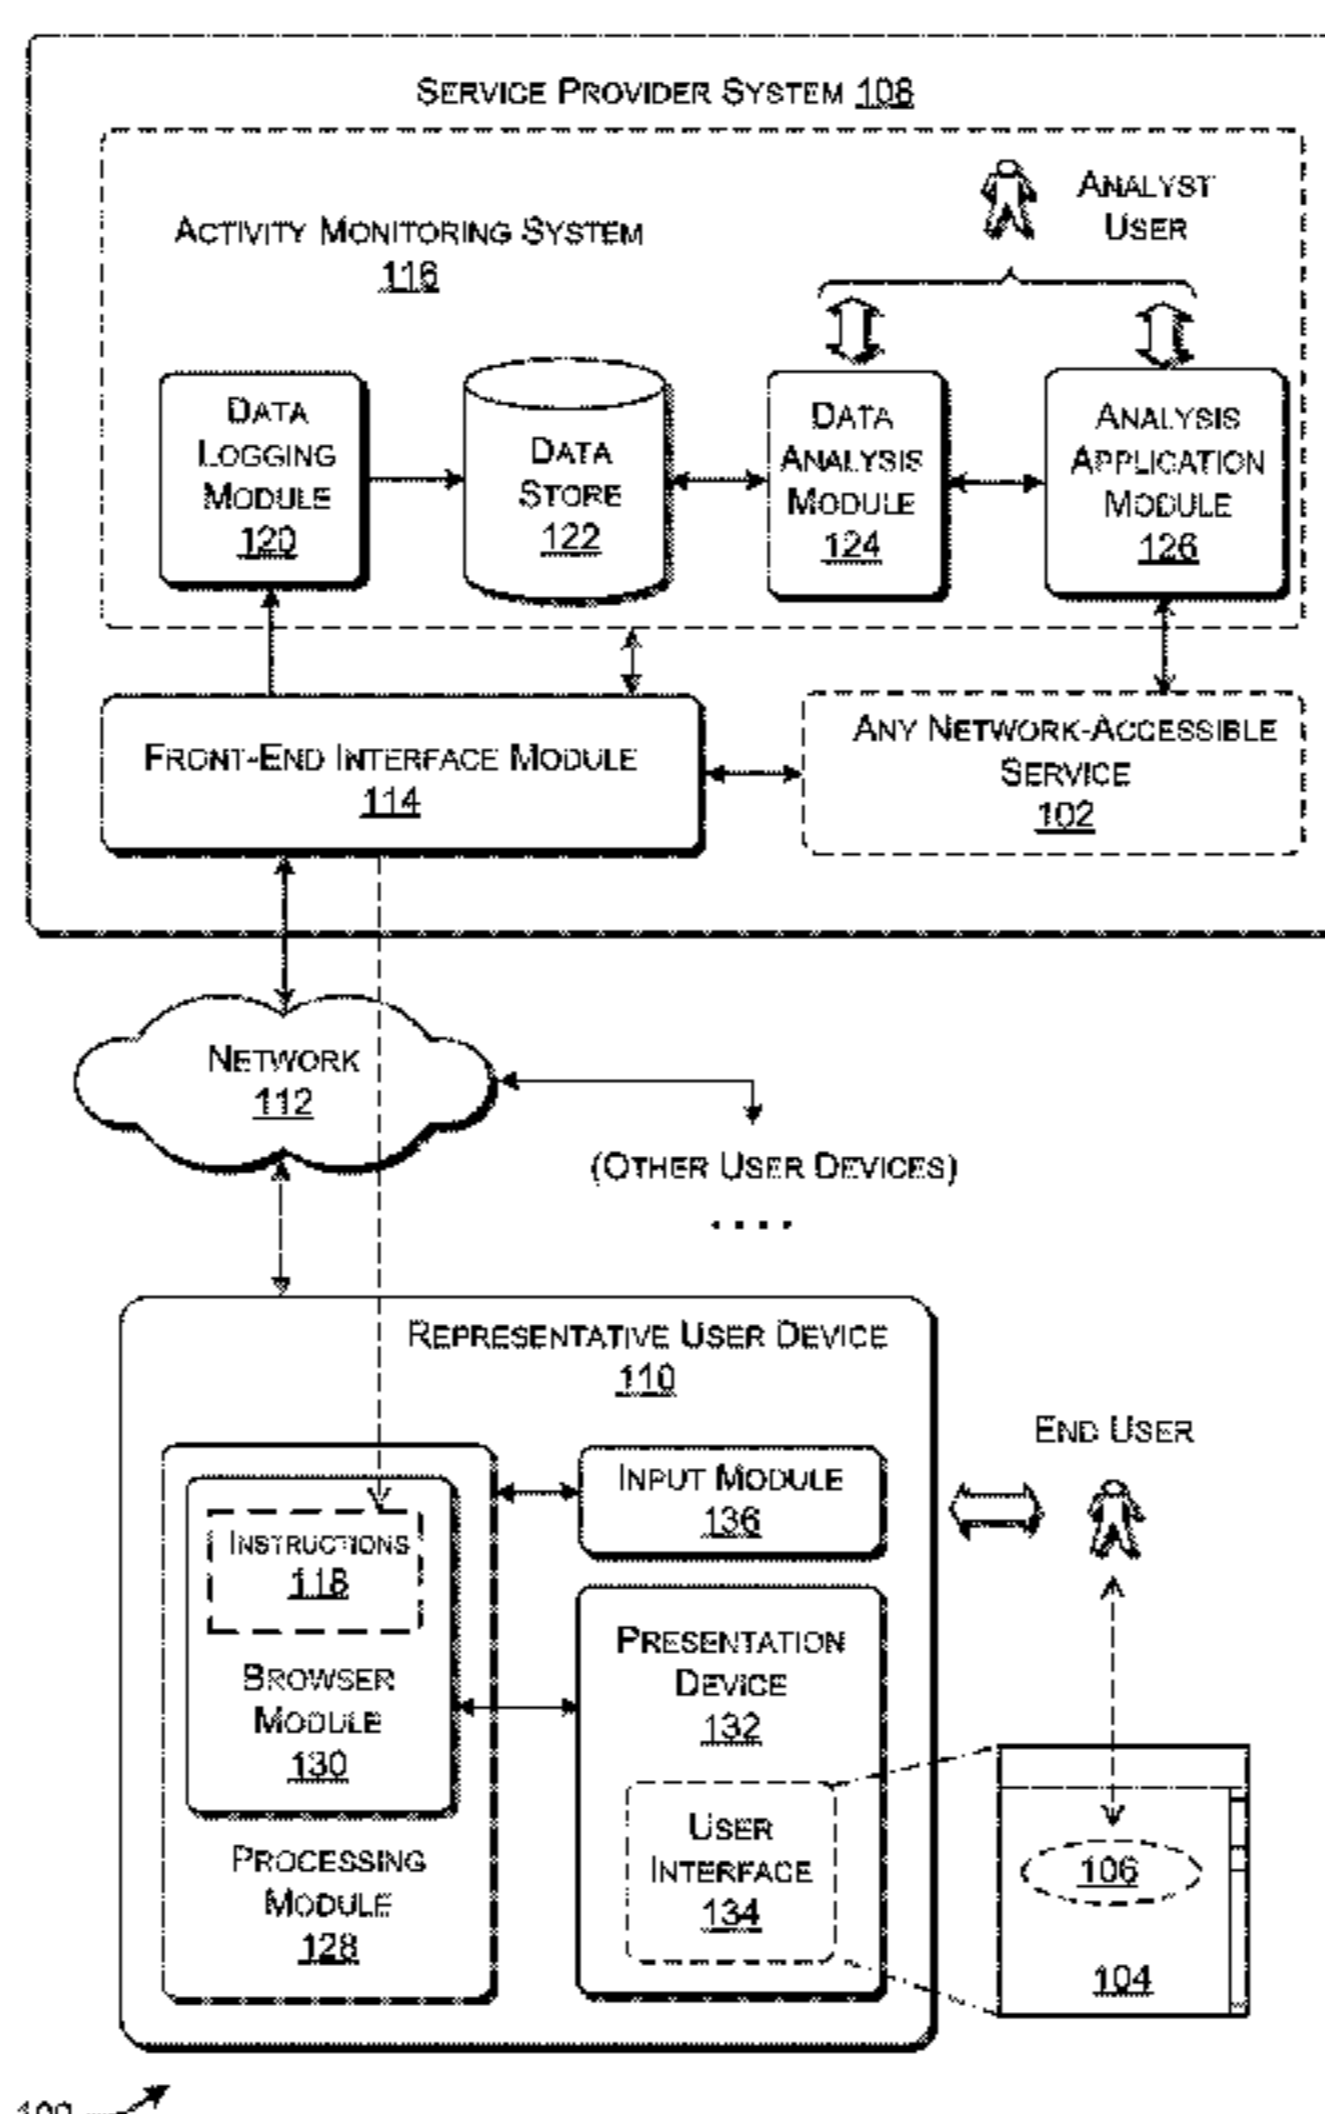 SERVICE PROVIDER SYSTEM 108
ANALYST
USER
ACTIVITY MONITORING SYSTEM
116
DATA
LOGGING
MODULE
120
DATA
STORE
122
DATA
ANALYSIS
MODULE
124
ANALYSIS
APPLICATION
MODULE
126
FRONT-END INTERFACE MODULE
114
ANY NETWORK-ACCESSIBLE
SERVICE
102
NETWORK
112
(OTHER USER DEVICES)
....
REPRESENTATIVE USER DEVICE
110
END USER
INPUT MODULE
136
INSTRUCTIONS
118
BROWSER
MODULE
130
PROCESSING
MODULE
128
PRESENTATION
DEVICE
132
USER
INTERFACE
134
106
104